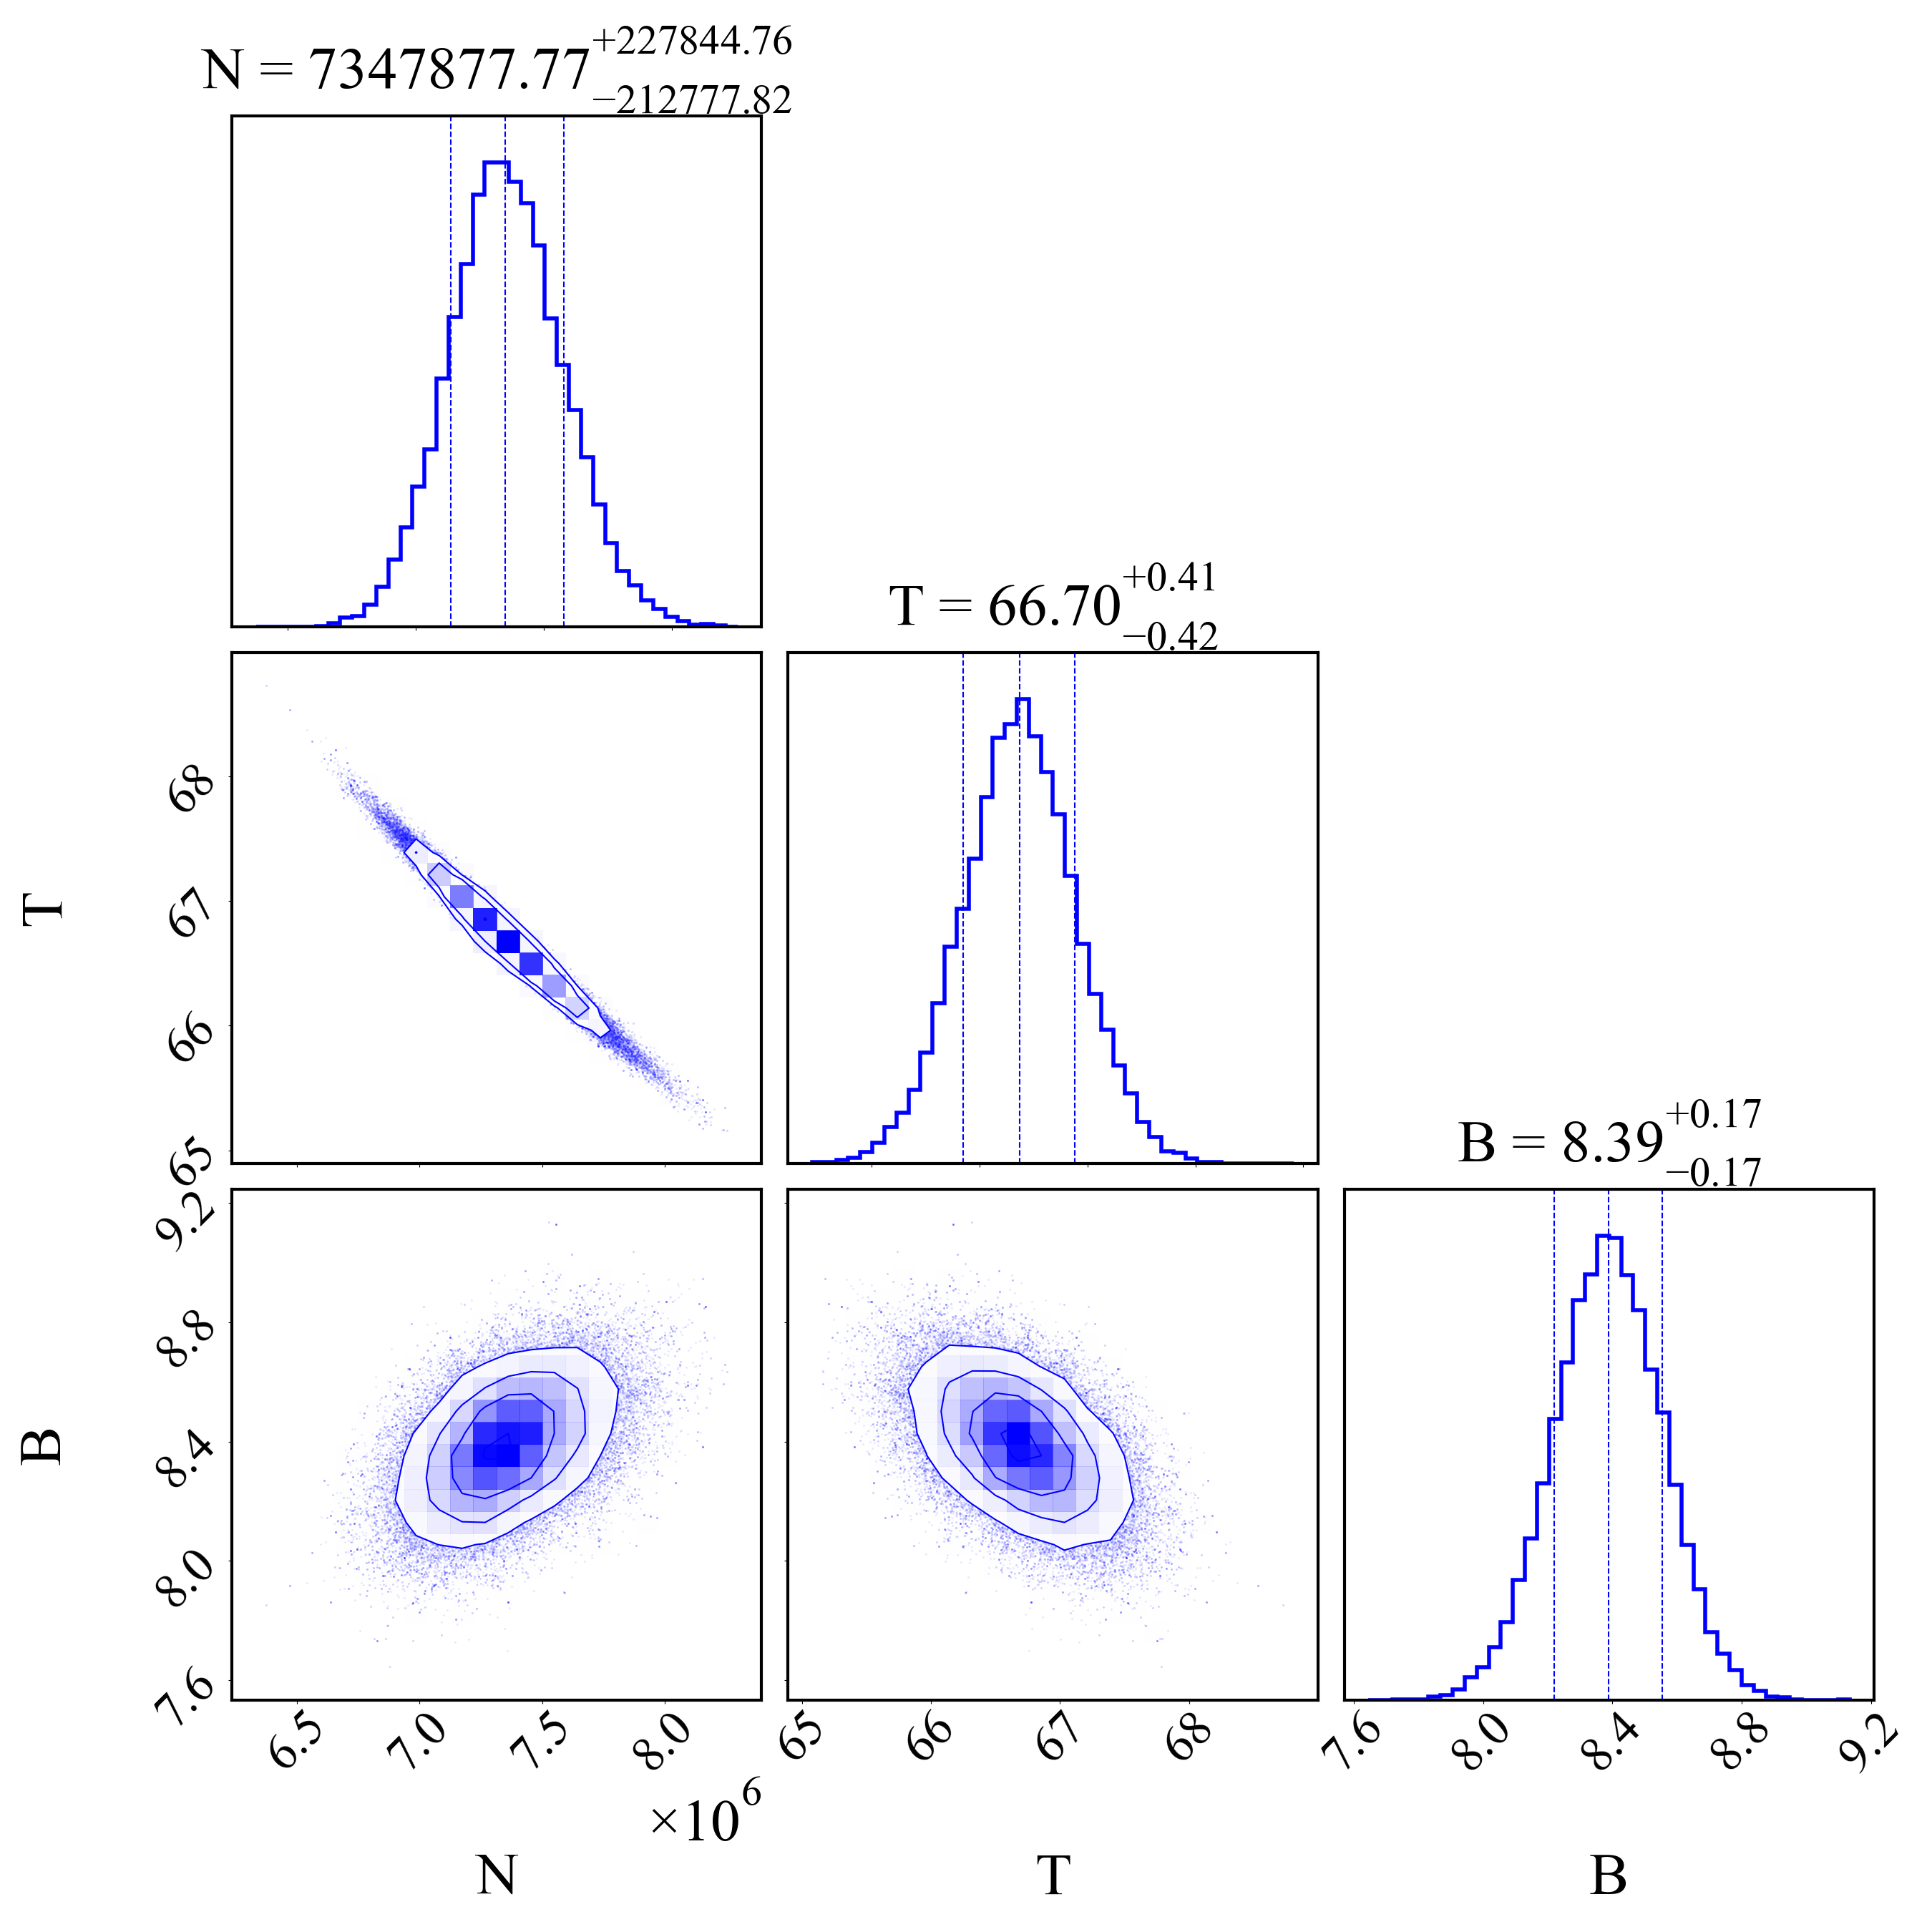 N = 7347877.77+227844.76−212777.82
T = 66.70+0.41−0.42
T
68
67
66
65
B = 8.39+0.17−0.17
B
9.2
8.8
8.4
8.0
7.6
6.5 7.0 7.5 8.0 65 66 67 68 7.6 8.0 8.4 8.8 9.2
×10⁶
N T B